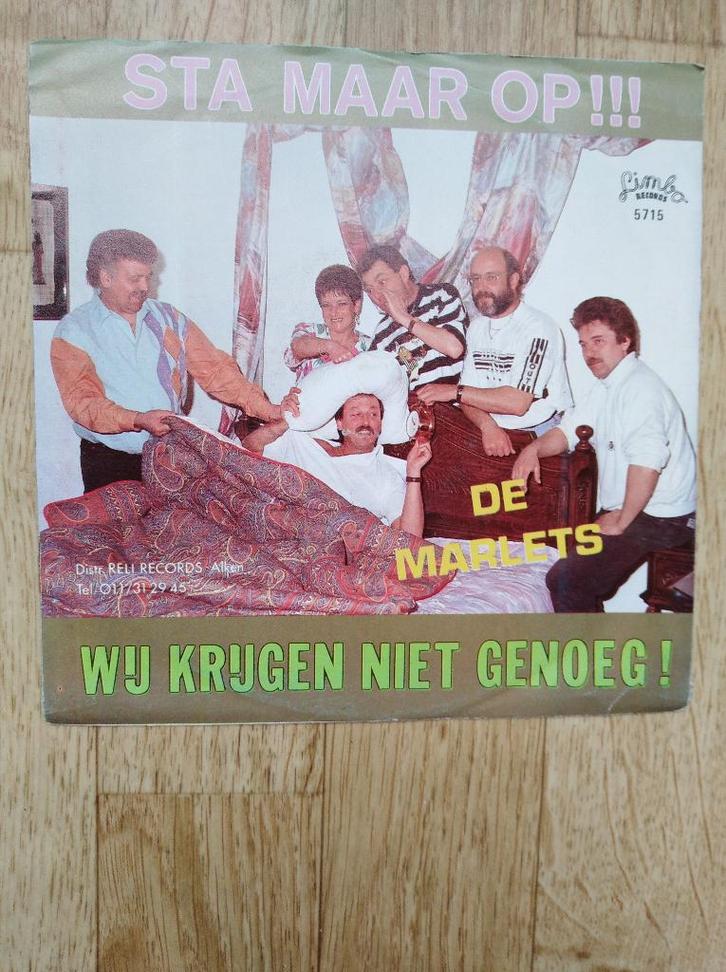 STA MAAR OP!!!
Limbo
RECORDS
5715
DE
MARLETS
Distr. RELI RECORDS Alken
Tel. 011/31 29 45
WIJ KRIJGEN NIET GENOEG!